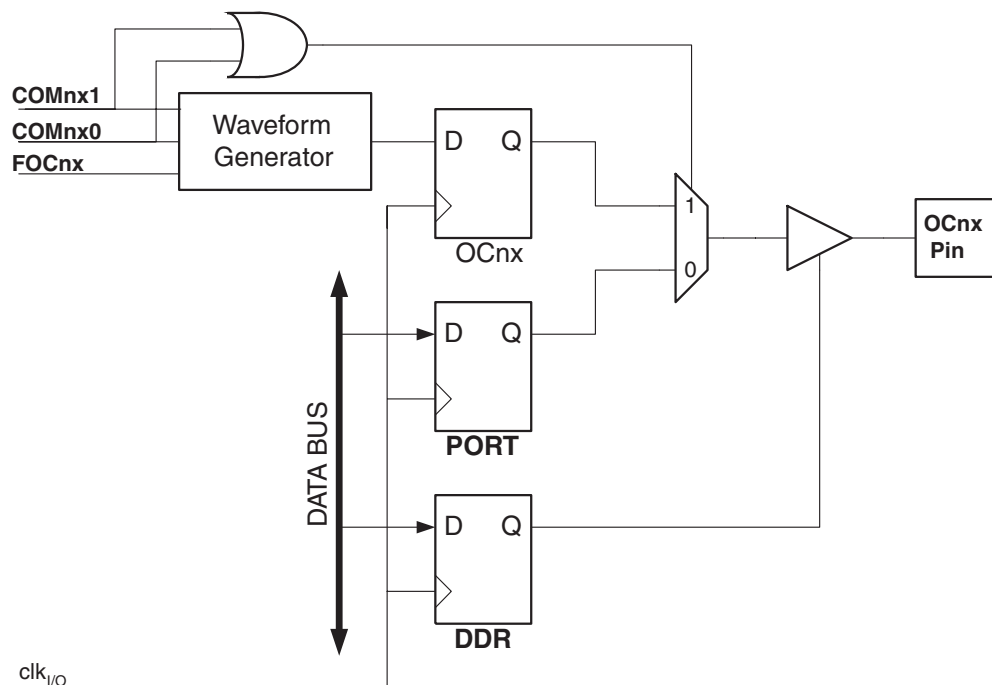 COMnx1
COMnx0
FOCnx
Waveform
Generator
D Q
OCnx
1
0
OCnx
Pin
D Q
PORT
DATA BUS
D Q
DDR
clkI/O